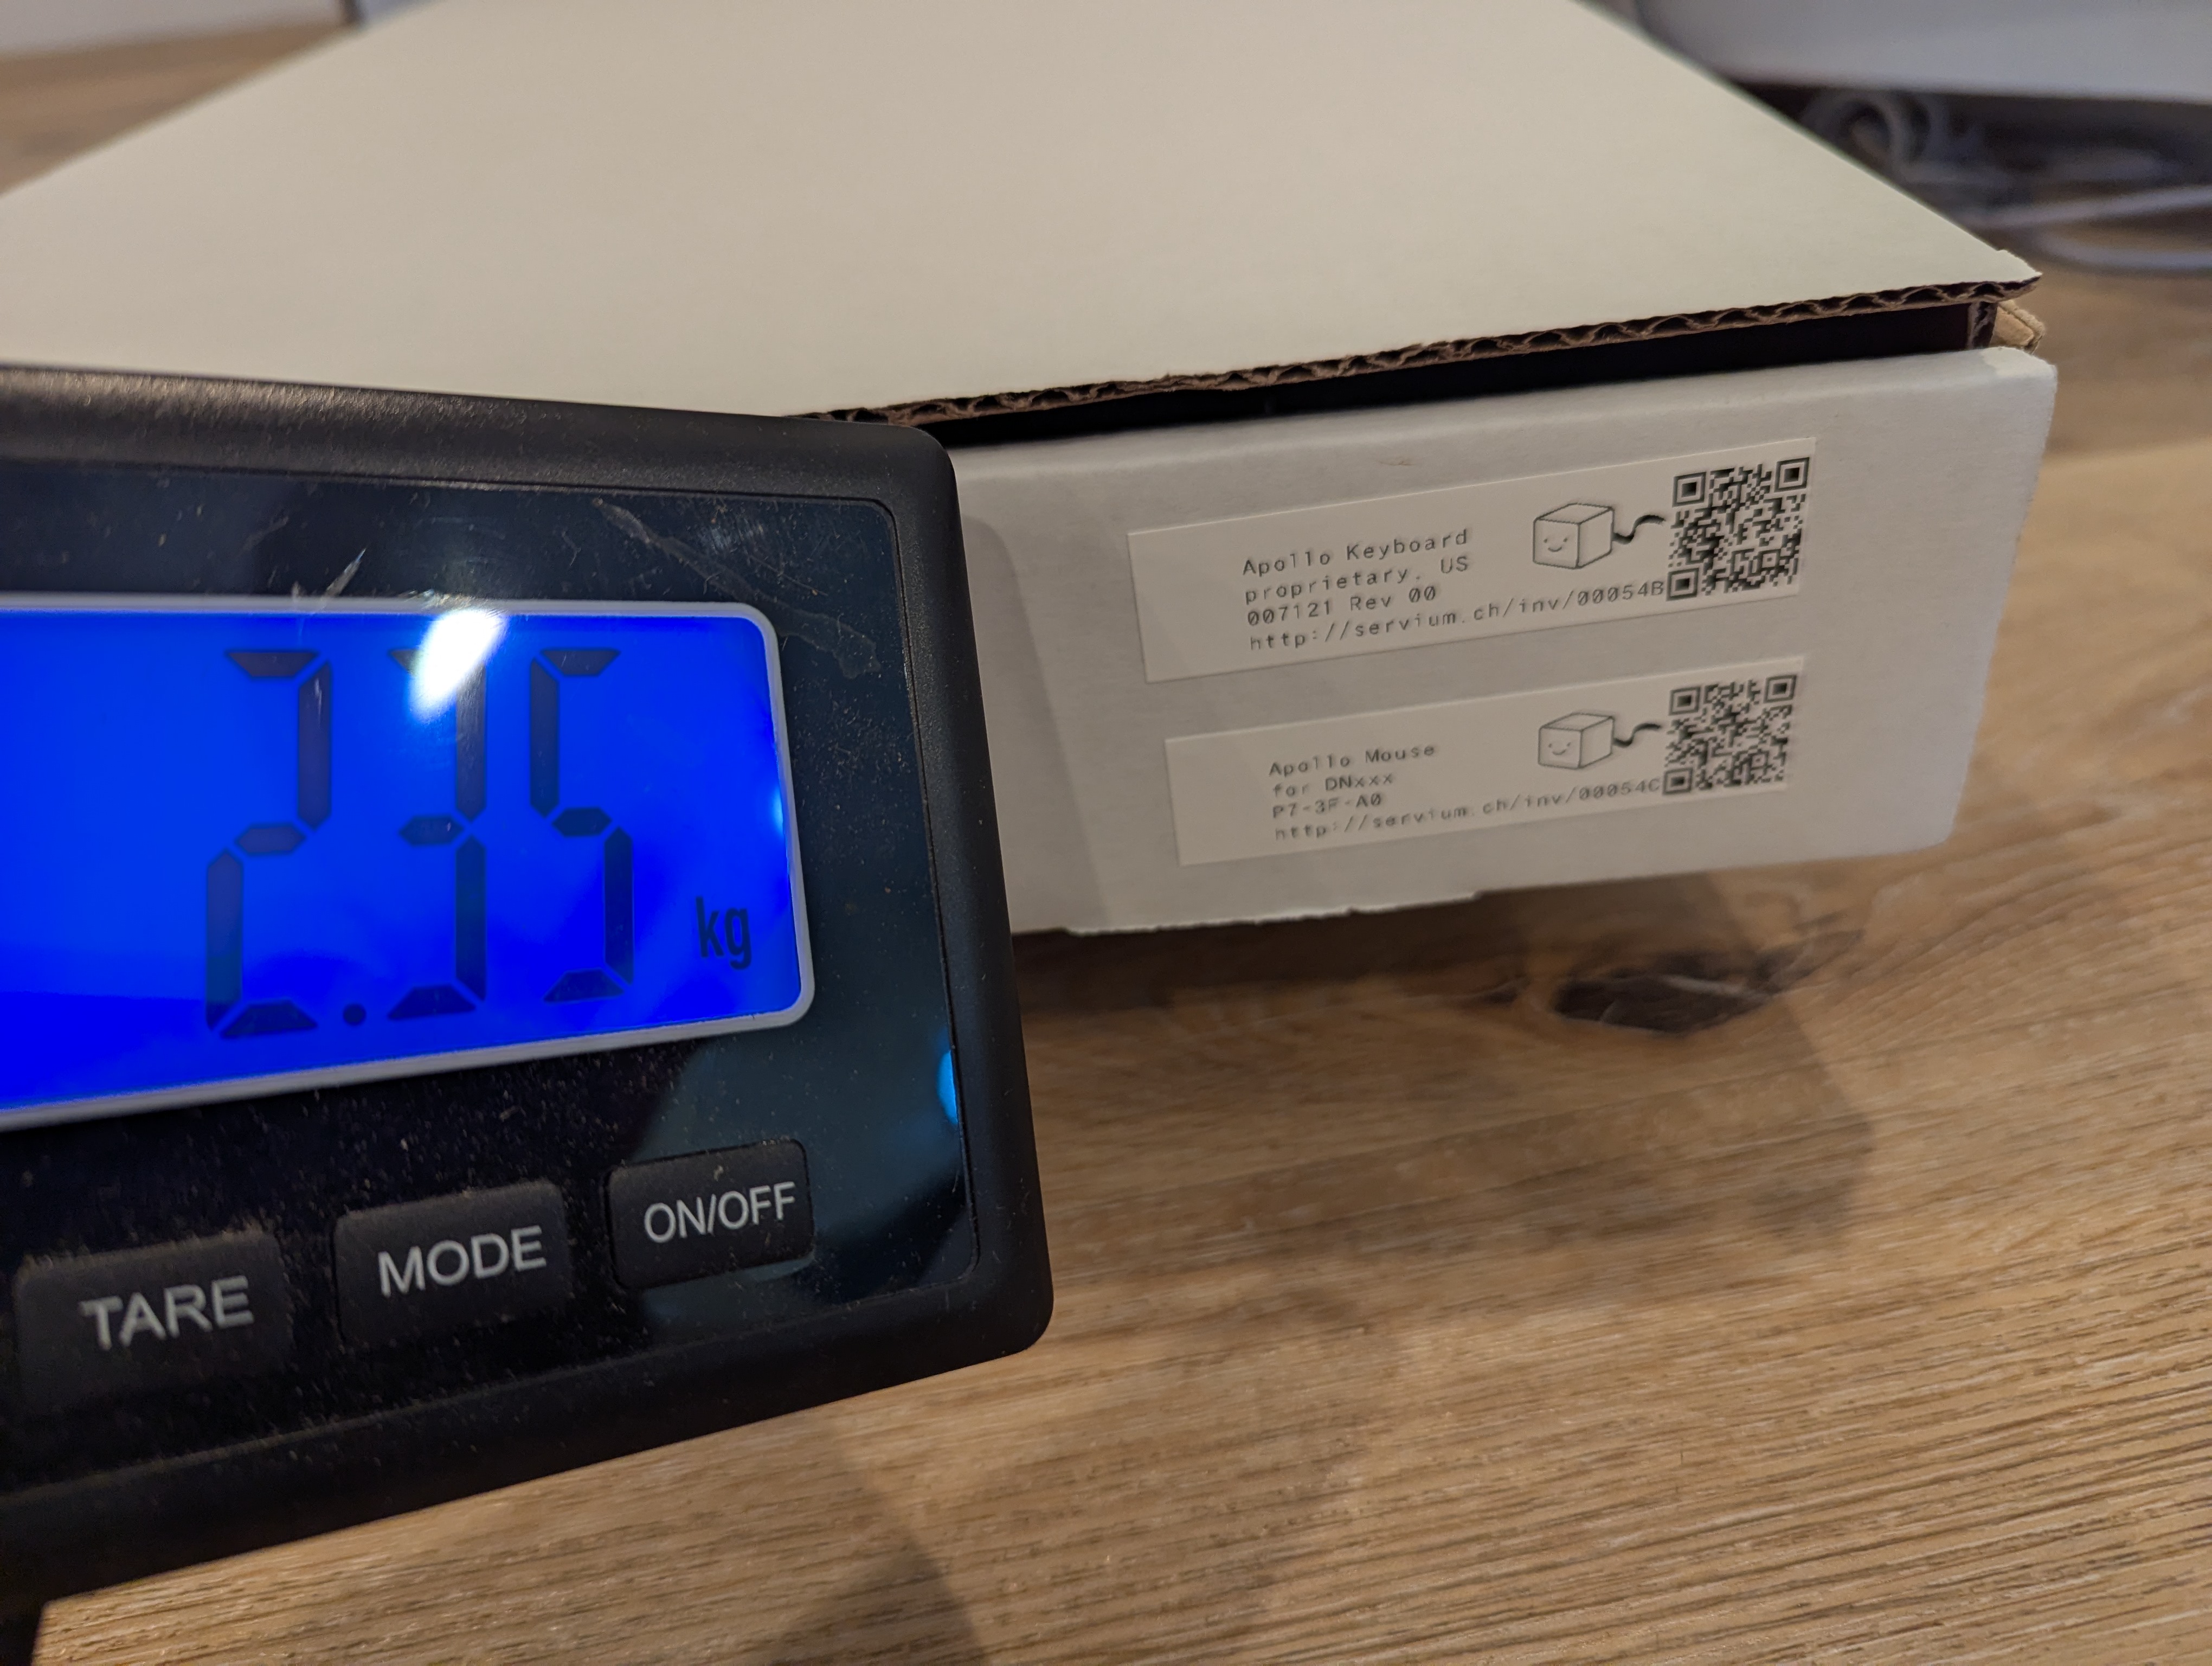 2.35
kg
TARE
MODE
ON/OFF
Apollo Keyboard
proprietary, US
007121 Rev 00
http://servium.ch/inv/00054B
Apollo Mouse
for DNxxx
P7-3F-A0
http://servium.ch/inv/00054C